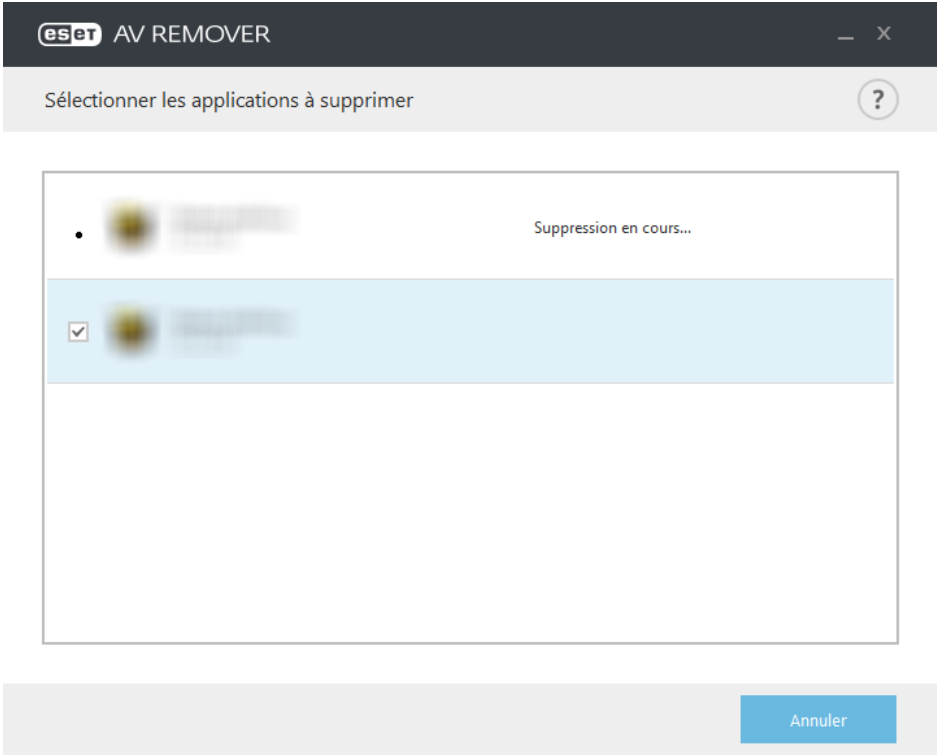 eset AV REMOVER
Sélectionner les applications à supprimer
?
Suppression en cours...
Annuler